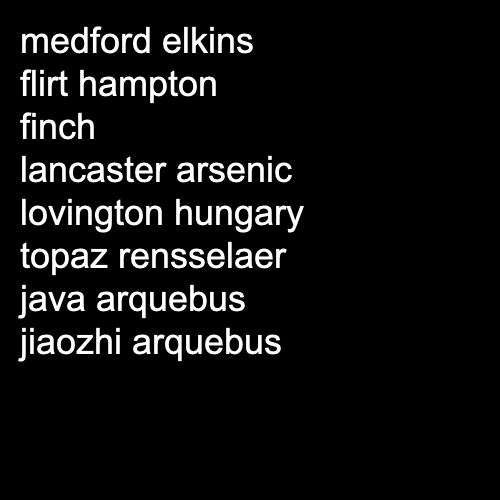 medford elkins
flirt hampton
finch
lancaster arsenic
lovington hungary
topaz rensselaer
java arquebus
jiaozhi arquebus